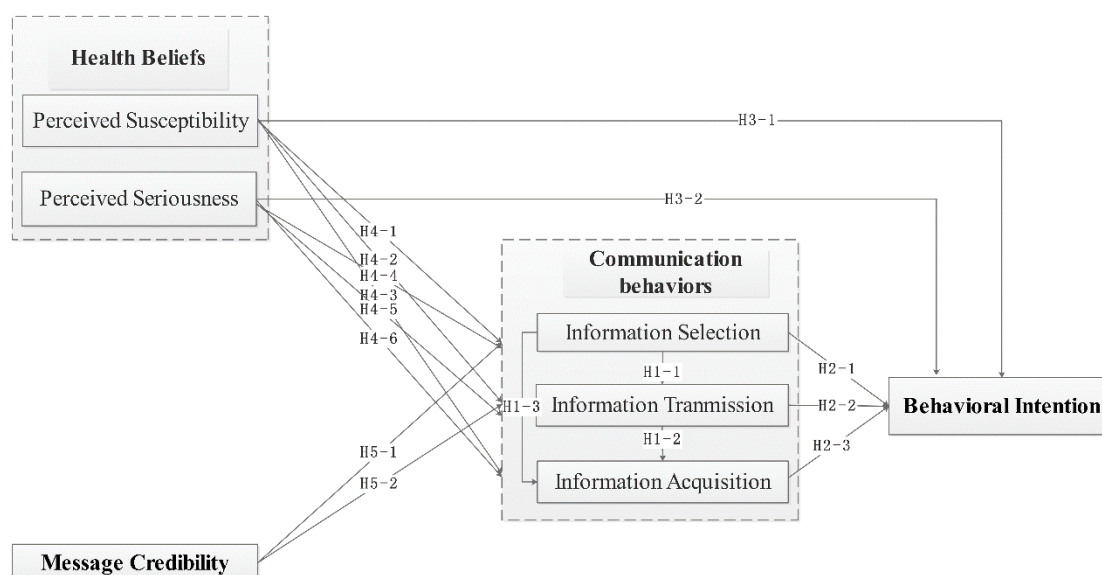 Health Beliefs
Perceived Susceptibility
H3-1
Perceived Seriousness
H3-2
H4-1
H4-2
H4-4
H4-3
H4-5
H4-6
Communication
behaviors
Information Selection
H1-1
H2-1
H1-3
Information Tranmission
H2-2
Behavioral Intention
H1-2
H2-3
Information Acquisition
H5-1
H5-2
Message Credibility